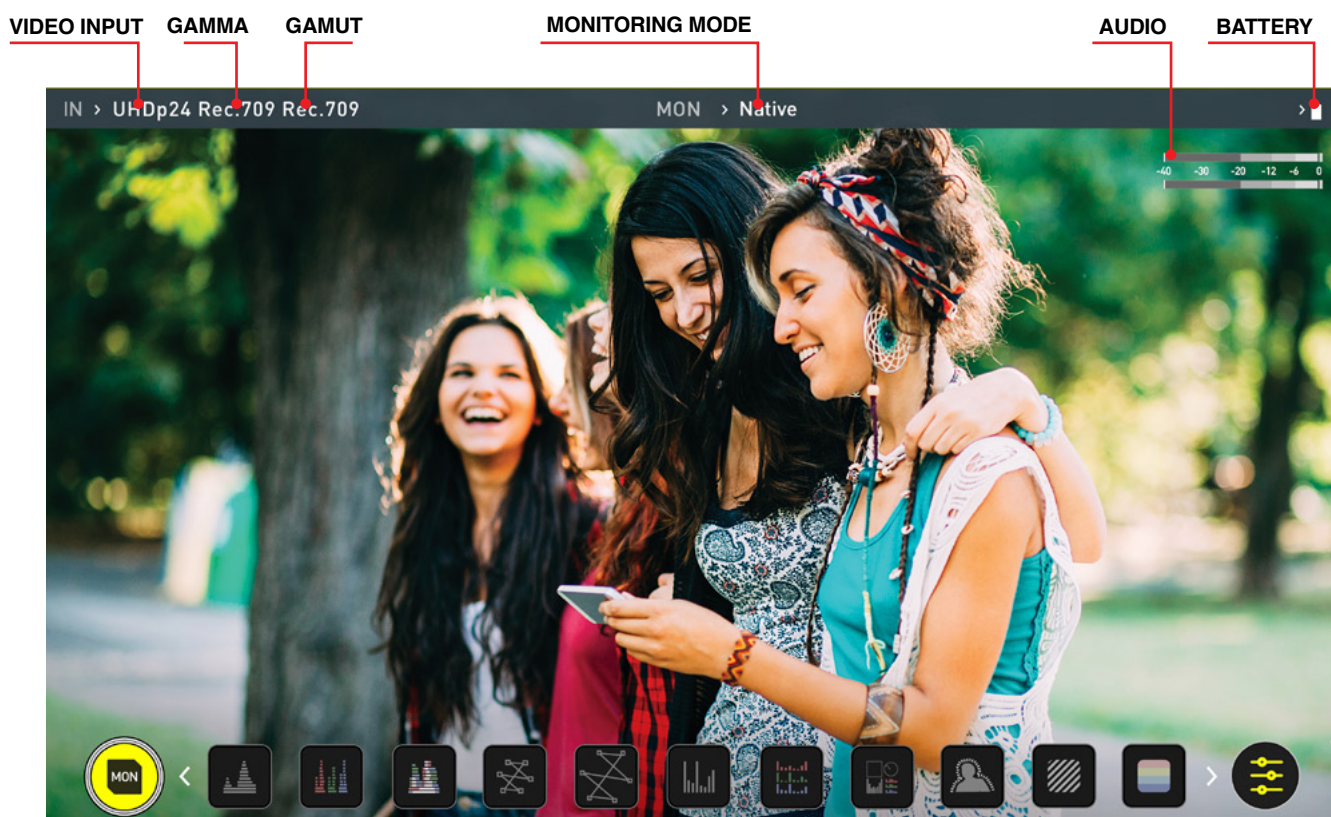 VIDEO INPUT GAMMA GAMUT MONITORING MODE AUDIO BATTERY
IN > UHDp24 Rec.709 Rec.709 MON > Native >
-40 -30 -20 -12 -6 0
MON < >